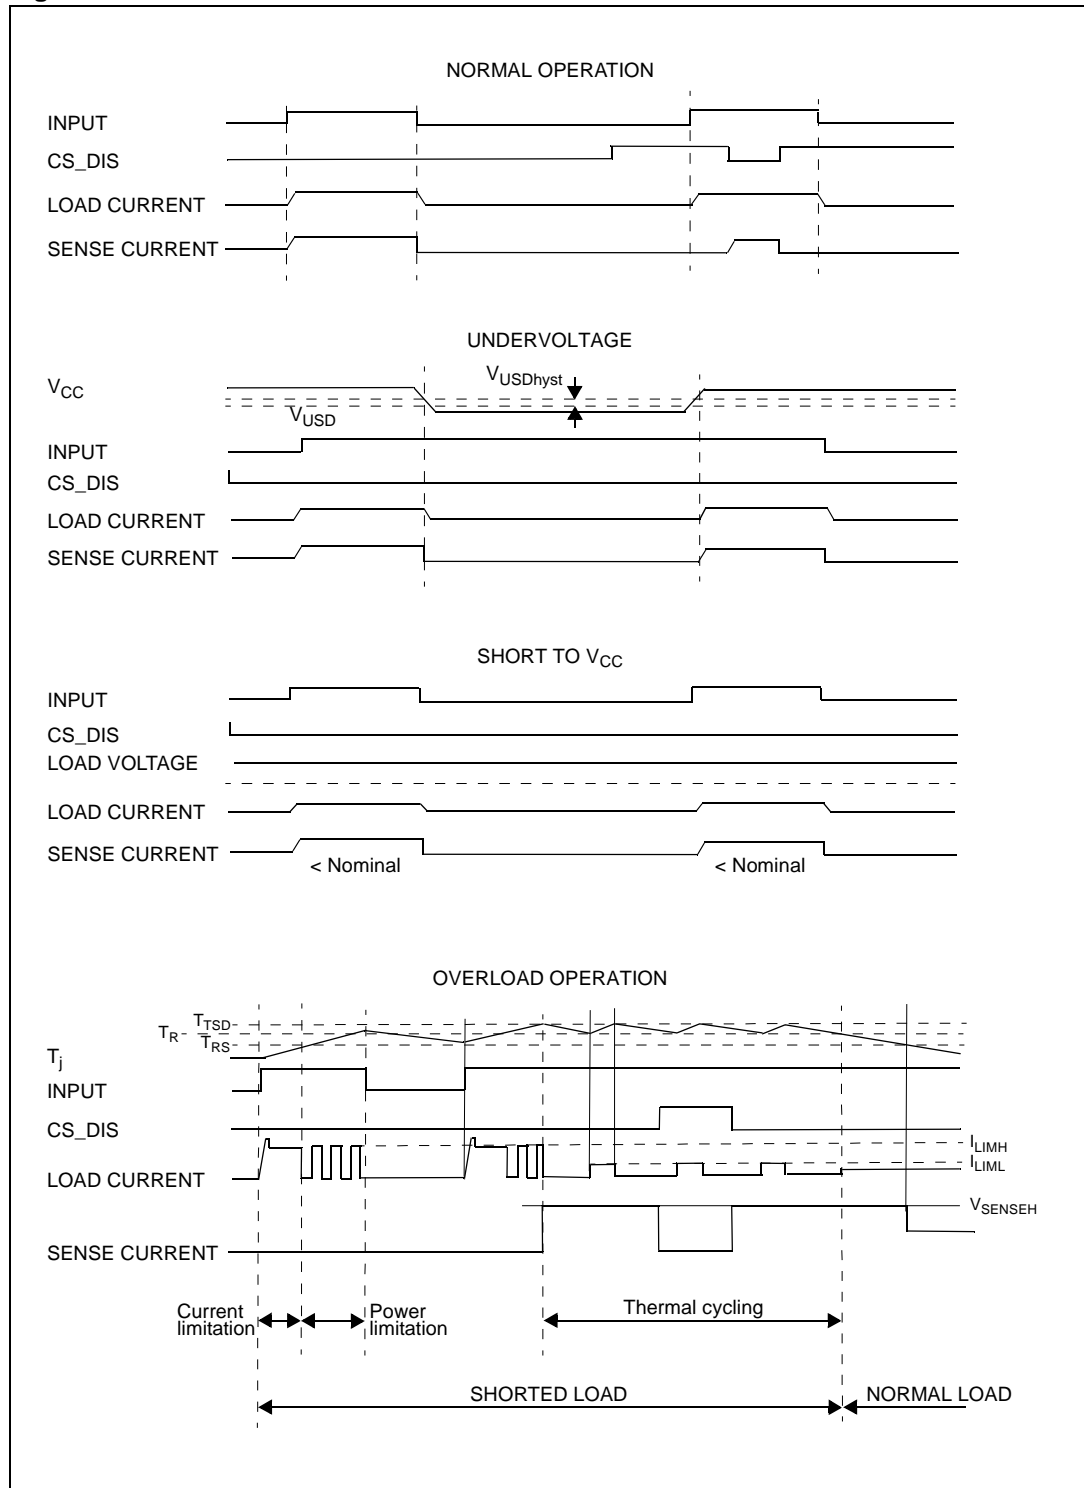 NORMAL OPERATION
INPUT
CS_DIS
LOAD CURRENT
SENSE CURRENT
UNDERVOLTAGE
VCC
VUSDhyst
VUSD
INPUT
CS_DIS
LOAD CURRENT
SENSE CURRENT
SHORT TO VCC
INPUT
CS_DIS
LOAD VOLTAGE
LOAD CURRENT
SENSE CURRENT
< Nominal
< Nominal
OVERLOAD OPERATION
TTSD
TR
TRS
Tj
INPUT
CS_DIS
ILIMH
ILIML
LOAD CURRENT
VSENSEH
SENSE CURRENT
Current
limitation
Power
limitation
Thermal cycling
SHORTED LOAD
NORMAL LOAD